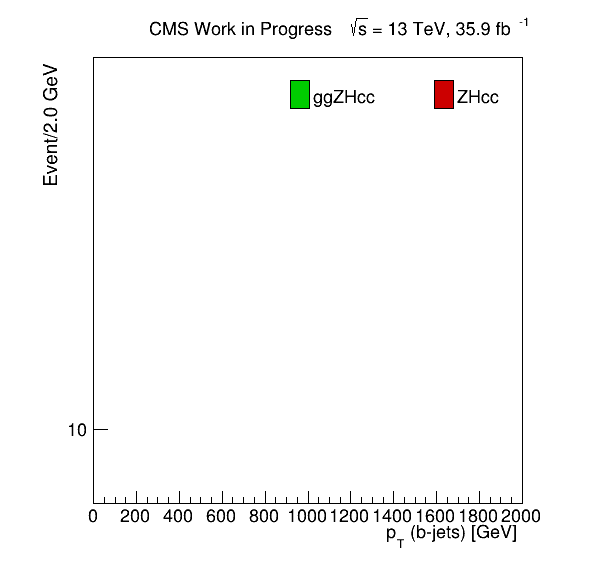 CMS Work in Progress √s = 13 TeV, 35.9 fb -1
Event/2.0 GeV
ggZHcc ZHcc
10
0 200 400 600 800 1000 1200 1400 1600 1800 2000
pT (b-jets) [GeV]